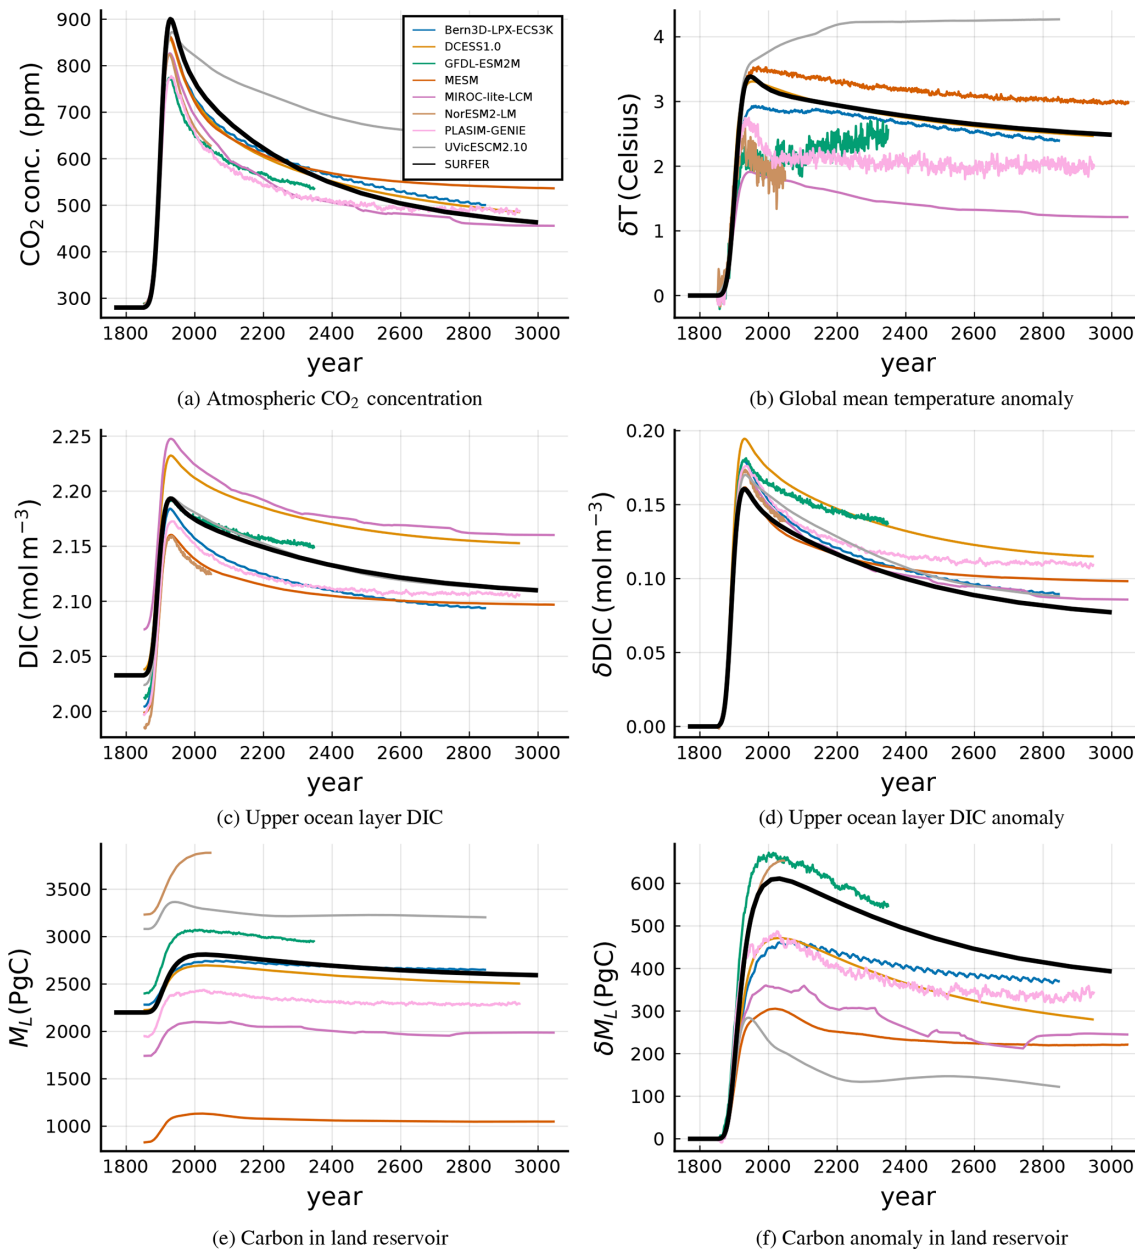 900
800
700
600
500
400
300
CO₂ conc. (ppm)
Bern3D-LPX-ECS3K
DCESS1.0
GFDL-ESM2M
MESM
MIROC-lite-LCM
NorESM2-LM
PLASIM-GENIE
UVicESCM2.10
SURFER
1800 2000 2200 2400 2600 2800 3000
year
(a) Atmospheric CO₂ concentration
4
3
2
1
0
δT (Celsius)
1800 2000 2200 2400 2600 2800 3000
year
(b) Global mean temperature anomaly
2.25
2.20
2.15
2.10
2.05
2.00
DIC (mol m⁻³)
1800 2000 2200 2400 2600 2800 3000
year
(c) Upper ocean layer DIC
0.20
0.15
0.10
0.05
0.00
δDIC (mol m⁻³)
1800 2000 2200 2400 2600 2800 3000
year
(d) Upper ocean layer DIC anomaly
3500
3000
2500
2000
1500
1000
M_L (PgC)
1800 2000 2200 2400 2600 2800 3000
year
(e) Carbon in land reservoir
600
500
400
300
200
100
0
δM_L (PgC)
1800 2000 2200 2400 2600 2800 3000
year
(f) Carbon anomaly in land reservoir